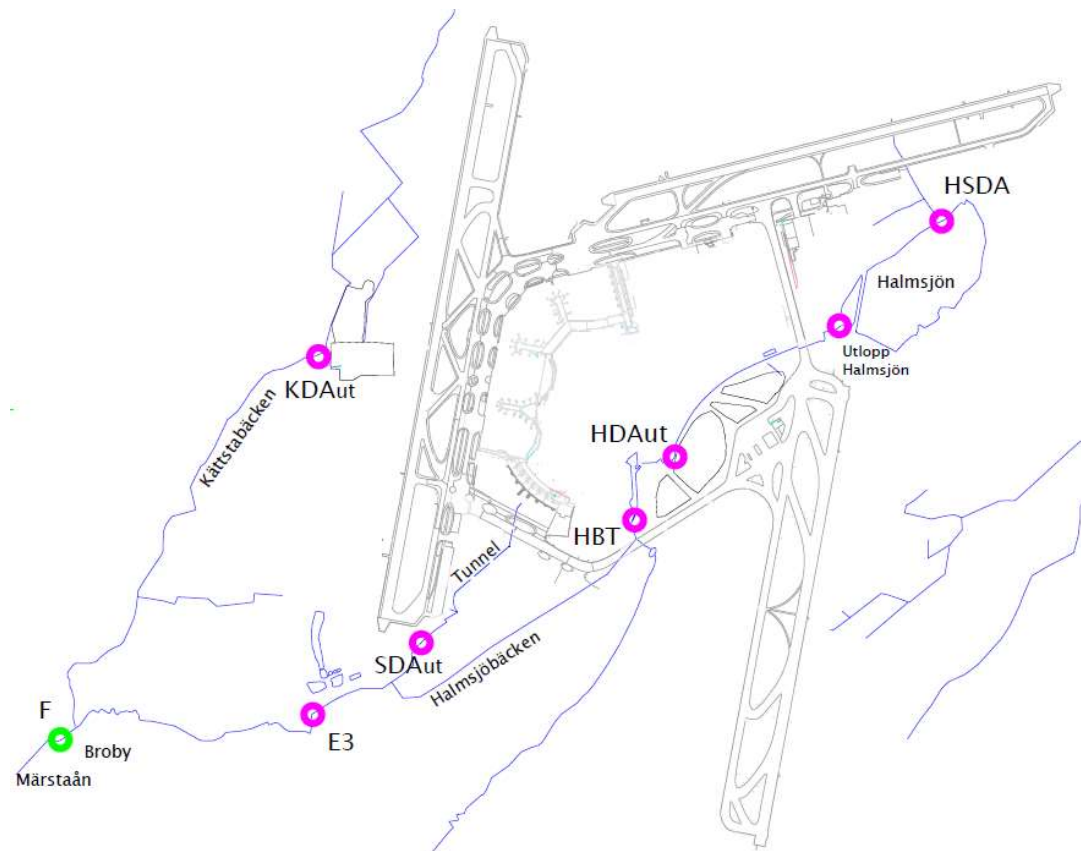 HSDA
Halmsjön
Utlopp
Halmsjön
KDAut
Kättstabäcken
HDAut
HBT
Tunnel
SDAut
Halmsjöbäcken
F
E3
Broby
Märstaån